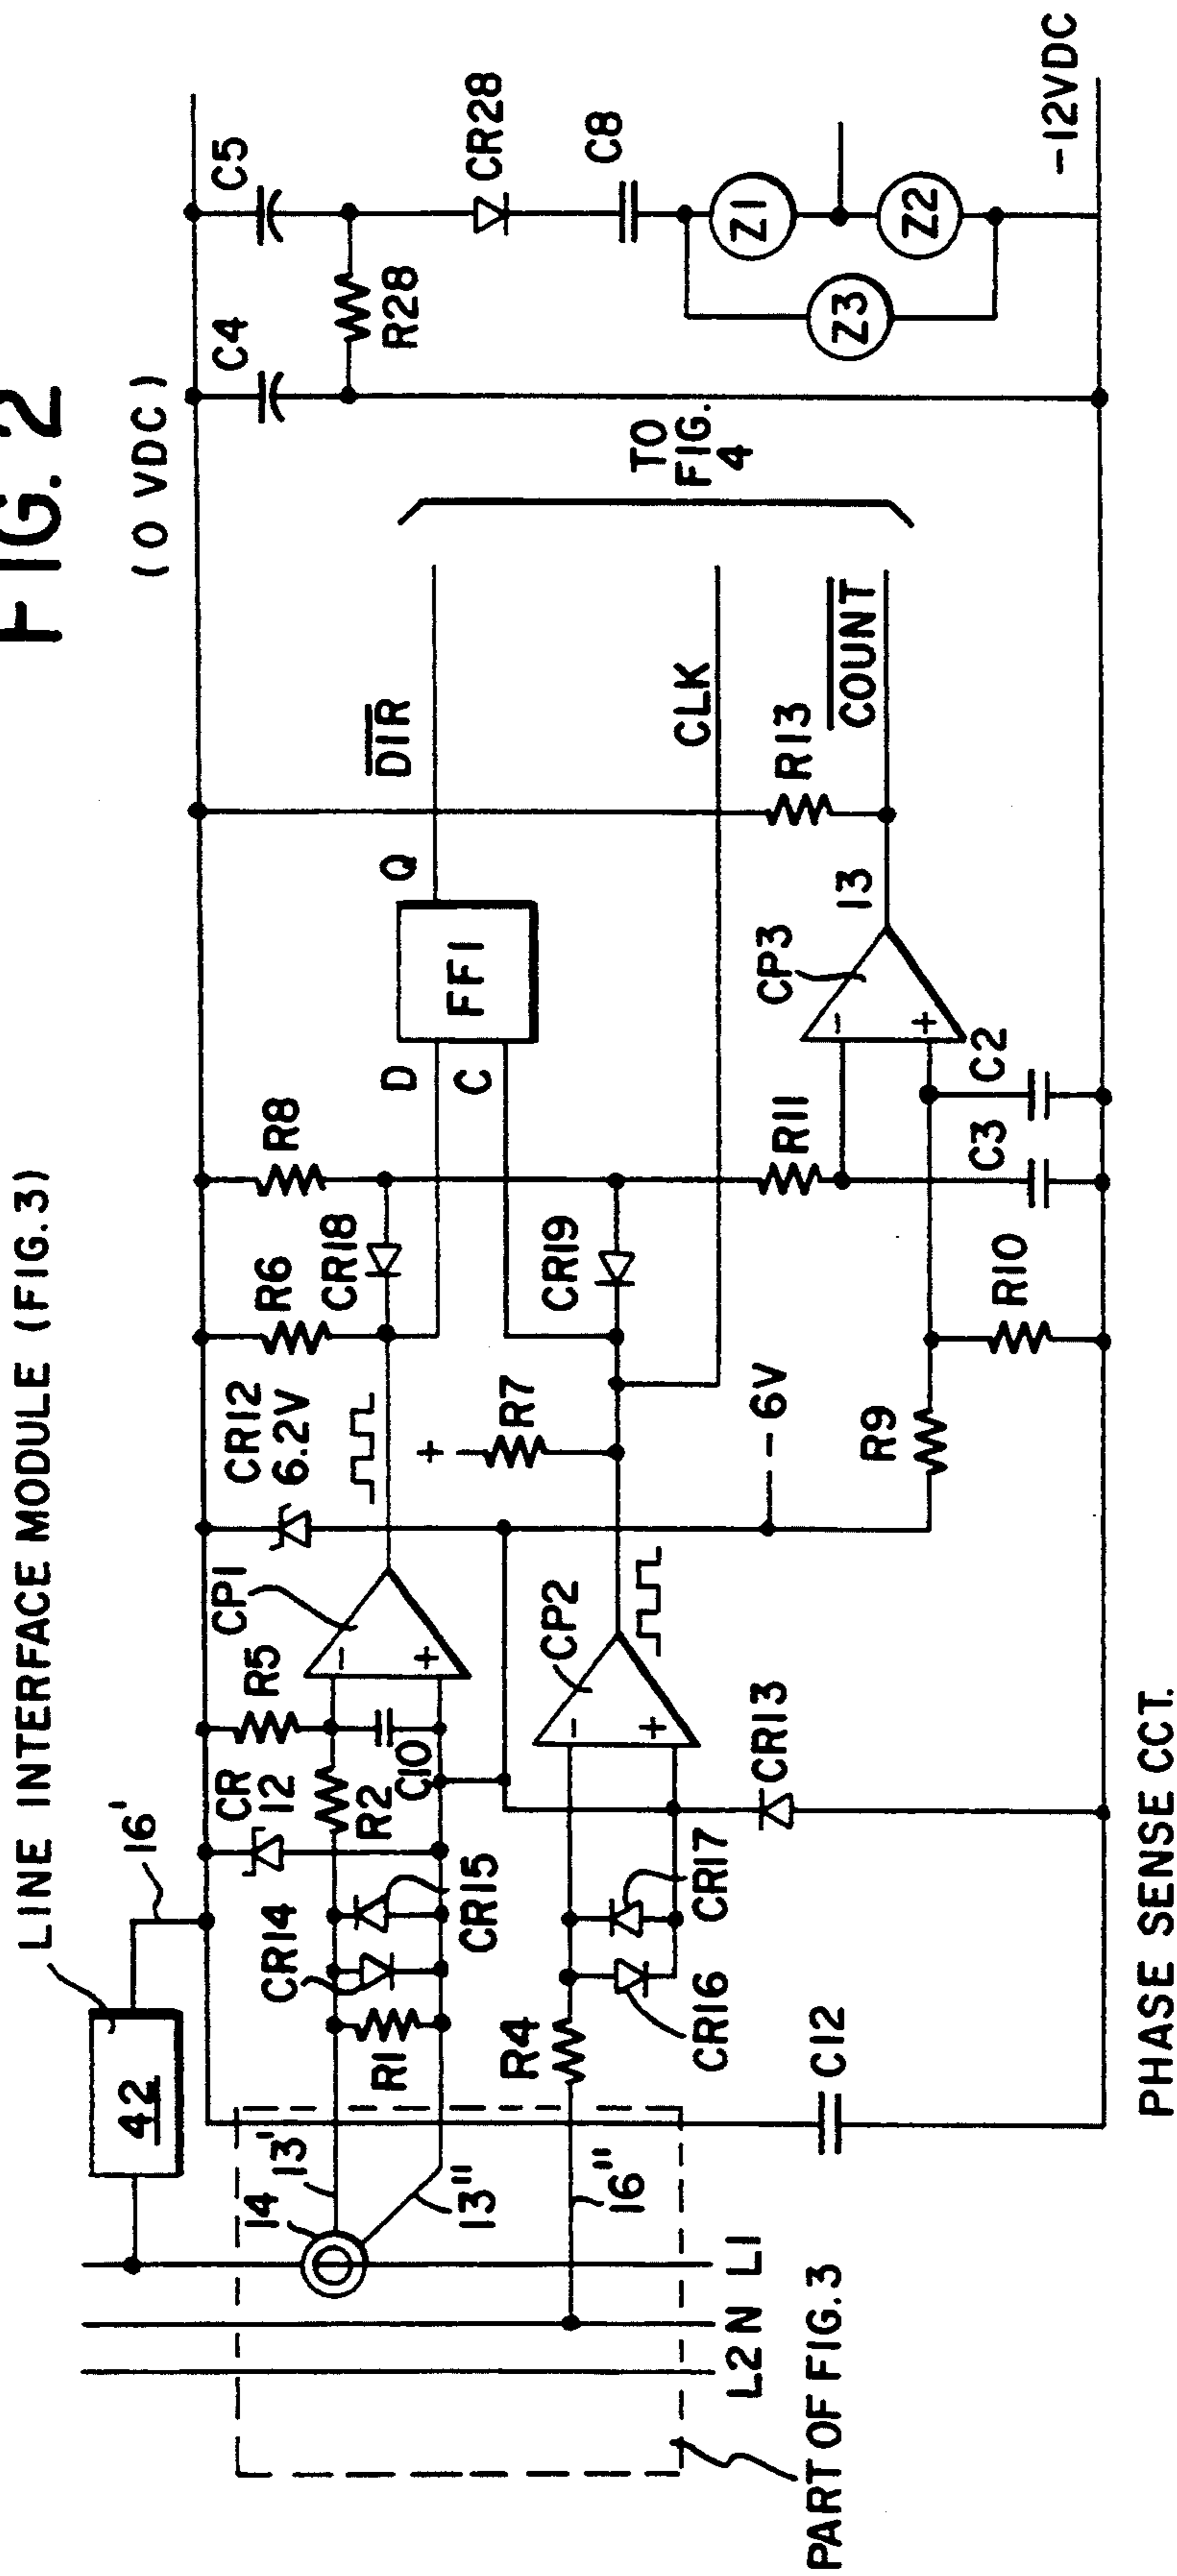 FIG. 2
LINE INTERFACE MODULE (FIG.3)
(0 VDC)
42
16'
CR
12
R5
CP1
CR12
6.2V
R6
R8
CR18
C4
C5
R28
CR28
C8
Z1
Z2
Z3
-12VDC
14
13'
13"
R1
CR14
CR15
R2
C10
-
+
D
C
FF1
Q
DIR
CLK
COUNT
TO
FIG.
4
16"
R4
CR16
CR17
CP2
-
+
CR13
+
R7
CR19
-6V
R9
R10
R11
C3
C2
CP3
-
+
13
R13
C12
L2 N L1
PART OF FIG.3
PHASE SENSE CCT.